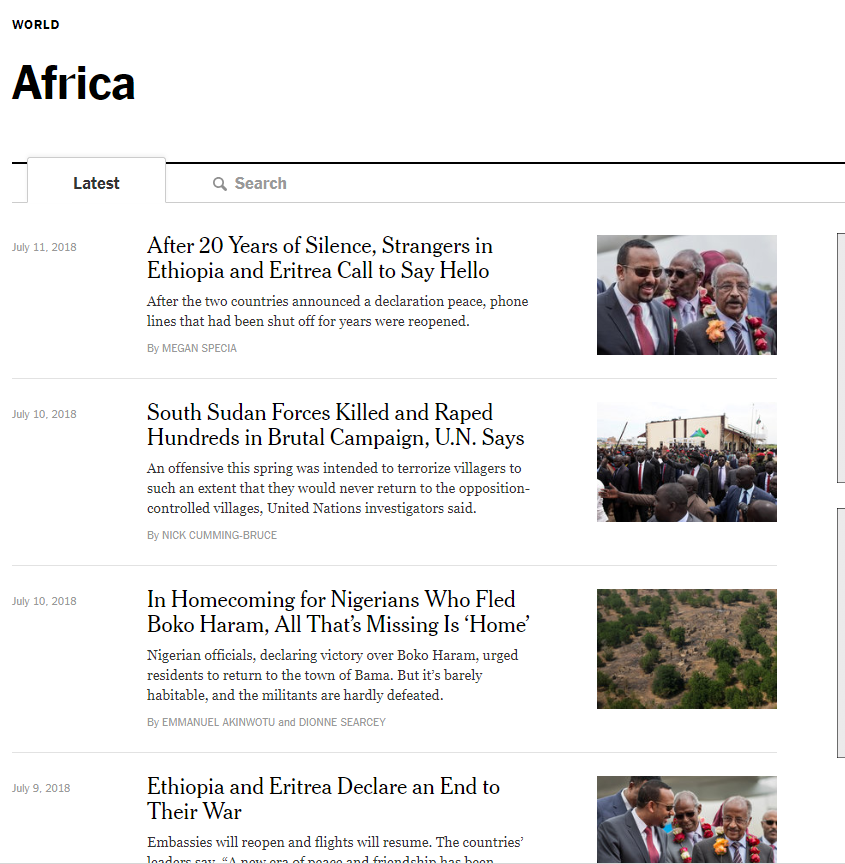 WORLD
Africa
Latest
Search
July 11, 2018
After 20 Years of Silence, Strangers in
Ethiopia and Eritrea Call to Say Hello
After the two countries announced a declaration peace, phone
lines that had been shut off for years were reopened.
By MEGAN SPECIA
July 10, 2018
South Sudan Forces Killed and Raped
Hundreds in Brutal Campaign, U.N. Says
An offensive this spring was intended to terrorize villagers to
such an extent that they would never return to the opposition-
controlled villages, United Nations investigators said.
By NICK CUMMING-BRUCE
July 10, 2018
In Homecoming for Nigerians Who Fled
Boko Haram, All That’s Missing Is ‘Home’
Nigerian officials, declaring victory over Boko Haram, urged
residents to return to the town of Bama. But it’s barely
habitable, and the militants are hardly defeated.
By EMMANUEL AKINWOTU and DIONNE SEARCEY
July 9, 2018
Ethiopia and Eritrea Declare an End to
Their War
Embassies will reopen and flights will resume. The countries’
leaders say, “A new era of peace and friendship has been